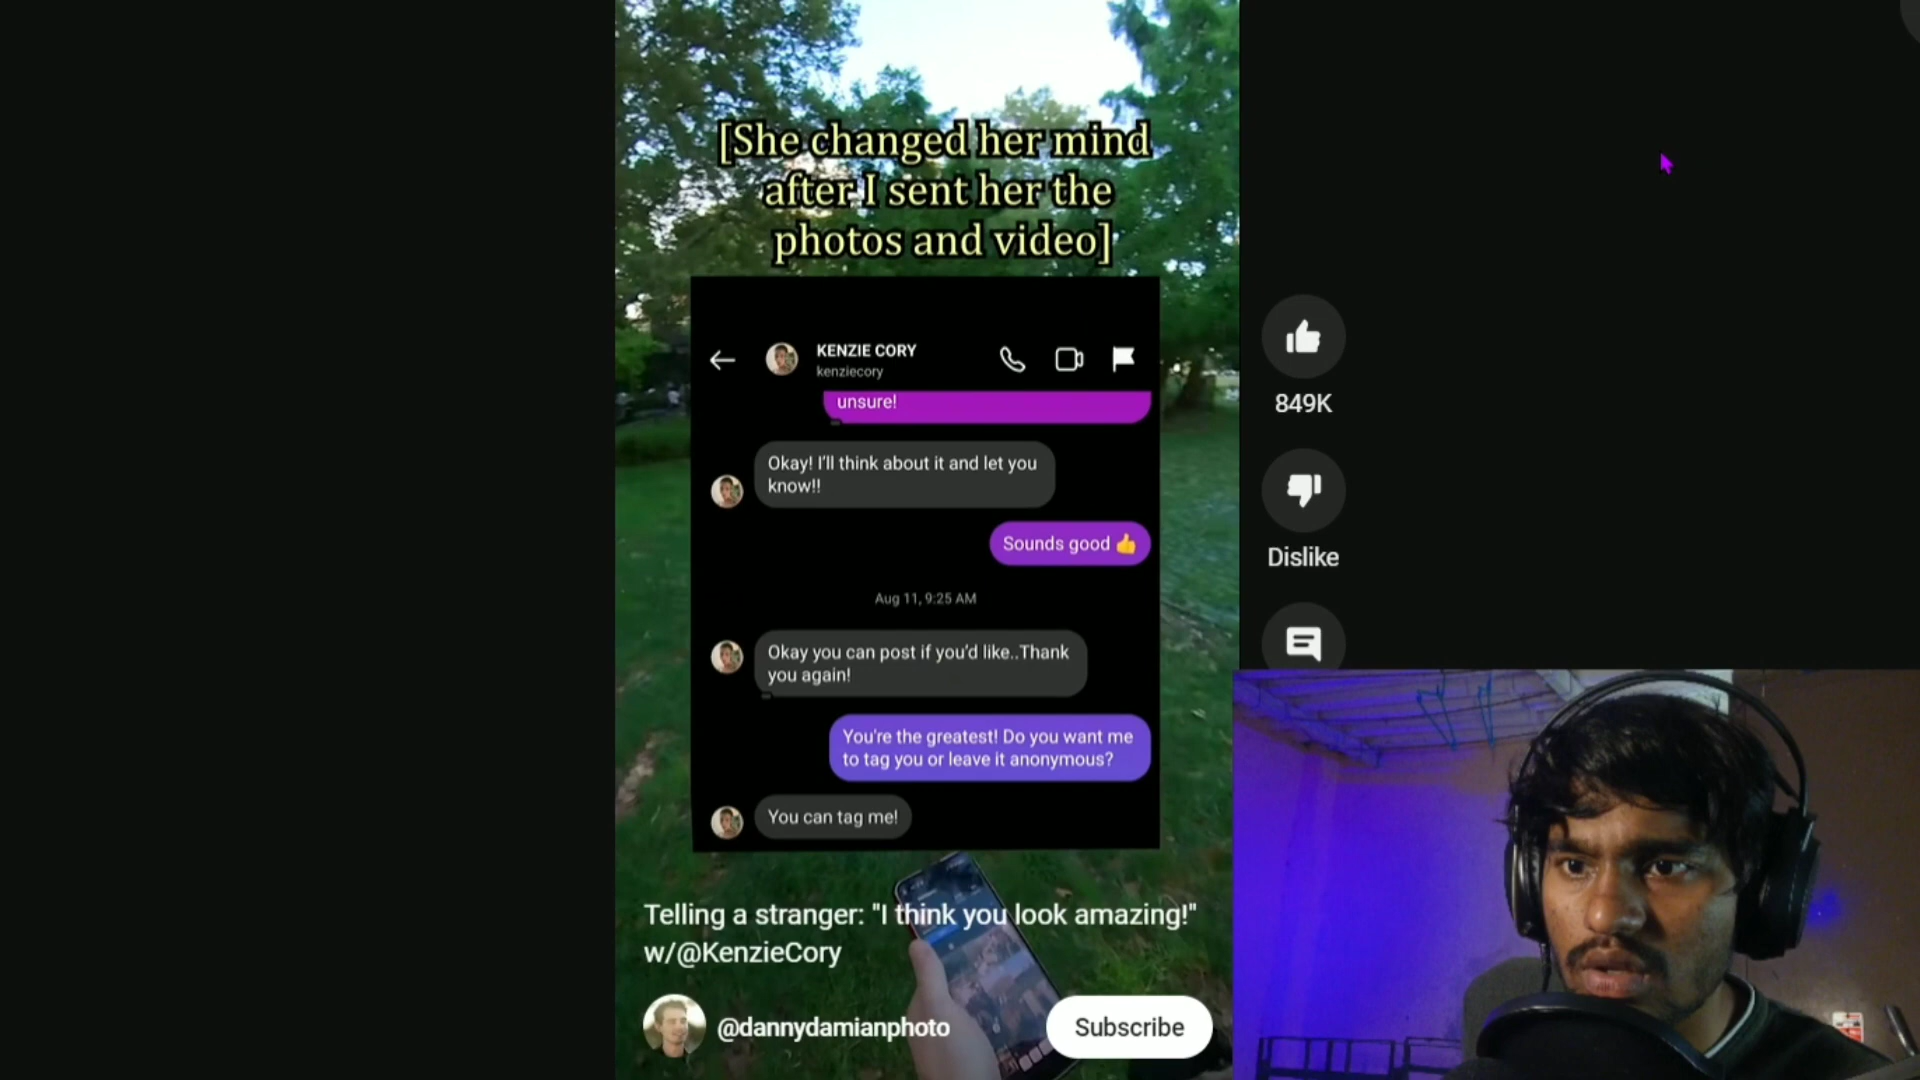 [She changed her mind
after I sent her the
photos and video]
KENZIE CORY
kenziecory
unsure!
Okay! I'll think about it and let you
know!!
Sounds good 👍
Aug 11, 9:25 AM
Okay you can post if you'd like..Thank
you again!
You're the greatest! Do you want me
to tag you or leave it anonymous?
You can tag me!
Telling a stranger: "I think you look amazing!"
w/@KenzieCory
@dannydamianphoto
Subscribe
849K
Dislike